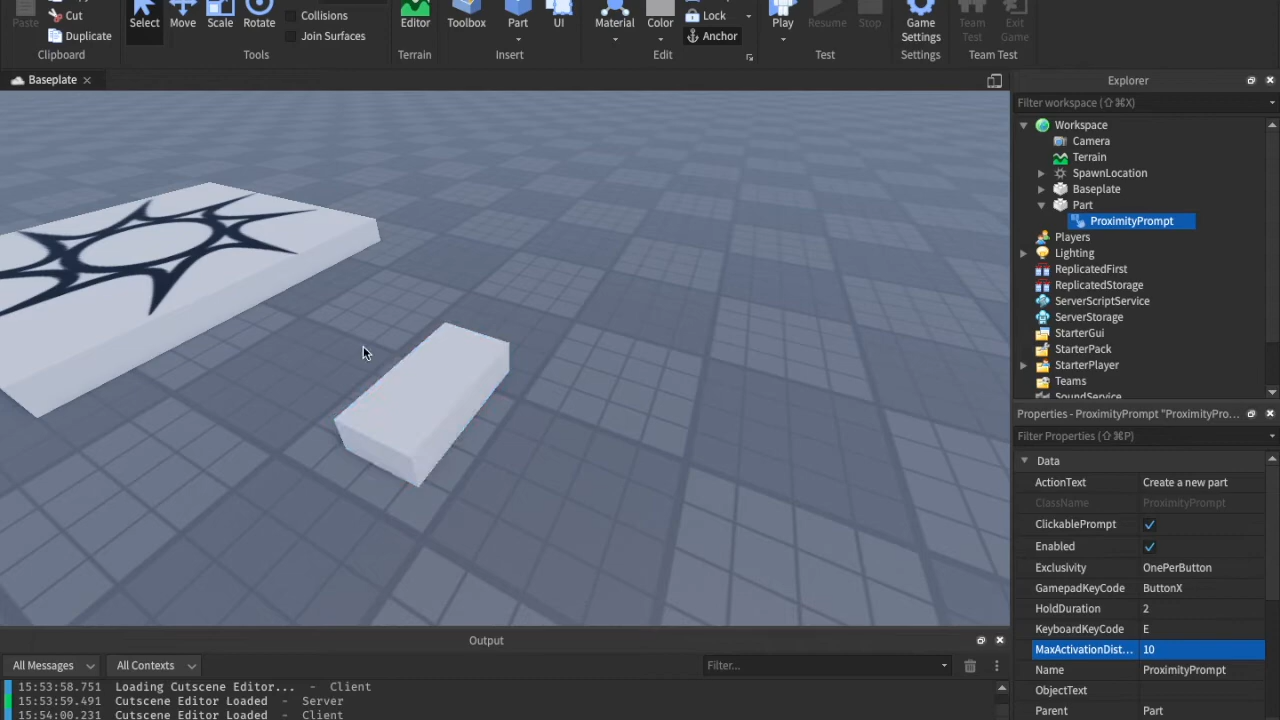 Paste
Cut
Duplicate
Clipboard
Select
Move
Scale
Rotate
Collisions
Join Surfaces
Tools
Editor
Terrain
Toolbox
Part
UI
Insert
Material
Color
Lock
Anchor
Edit
Play
Resume
Stop
Test
Game
Settings
Settings
Team
Test
Exit
Game
Team Test
Baseplate
Explorer
Filter workspace (⇧⌘X)
Workspace
Camera
Terrain
SpawnLocation
Baseplate
Part
ProximityPrompt
Players
Lighting
ReplicatedFirst
ReplicatedStorage
ServerScriptService
ServerStorage
StarterGui
StarterPack
StarterPlayer
Teams
SoundService
Properties - ProximityPrompt "ProximityPro...
Filter Properties (⇧⌘P)
Data
ActionText Create a new part
ClassName ProximityPrompt
ClickablePrompt
Enabled
Exclusivity OnePerButton
GamepadKeyCode ButtonX
HoldDuration 2
KeyboardKeyCode E
MaxActivationDist... 10
Name ProximityPrompt
ObjectText
Parent Part
Output
All Messages
All Contexts
Filter...
15:53:58.751 Loading Cutscene Editor... - Client
15:53:59.491 Cutscene Editor Loaded - Server
15:54:00.231 Cutscene Editor Loaded - Client